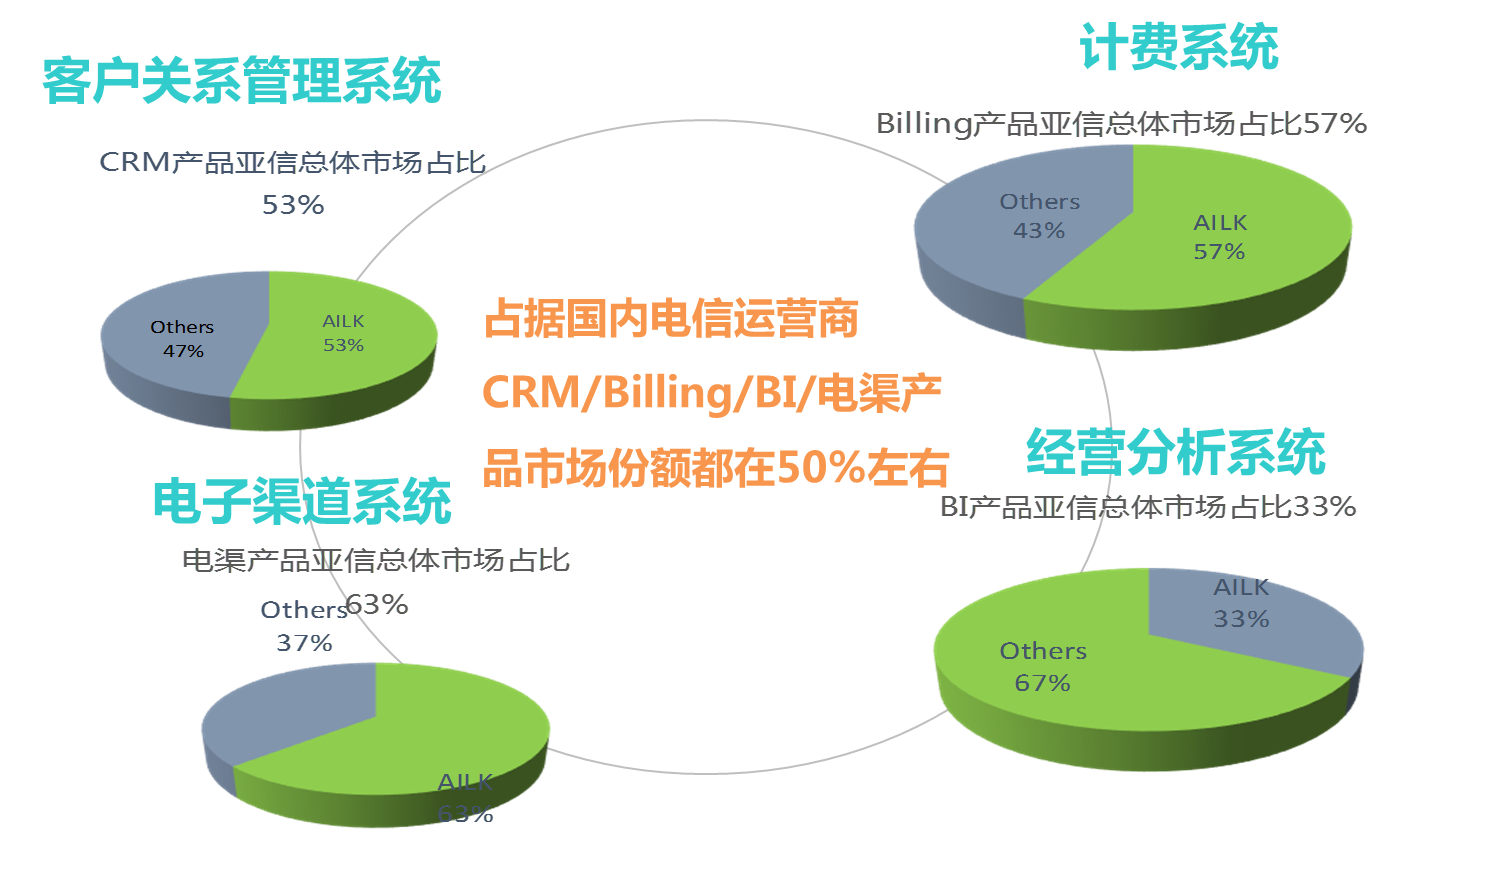 客户关系管理系统
CRM产品亚信总体市场占比
53%
Others
47%
AILK
53%
计费系统
Billing产品亚信总体市场占比57%
Others
43%
AILK
57%
占据国内电信运营商
CRM/Billing/BI/电渠产
品市场份额都在50%左右
电子渠道系统
电渠产品亚信总体市场占比
63%
Others
37%
AILK
63%
经营分析系统
BI产品亚信总体市场占比33%
AILK
33%
Others
67%